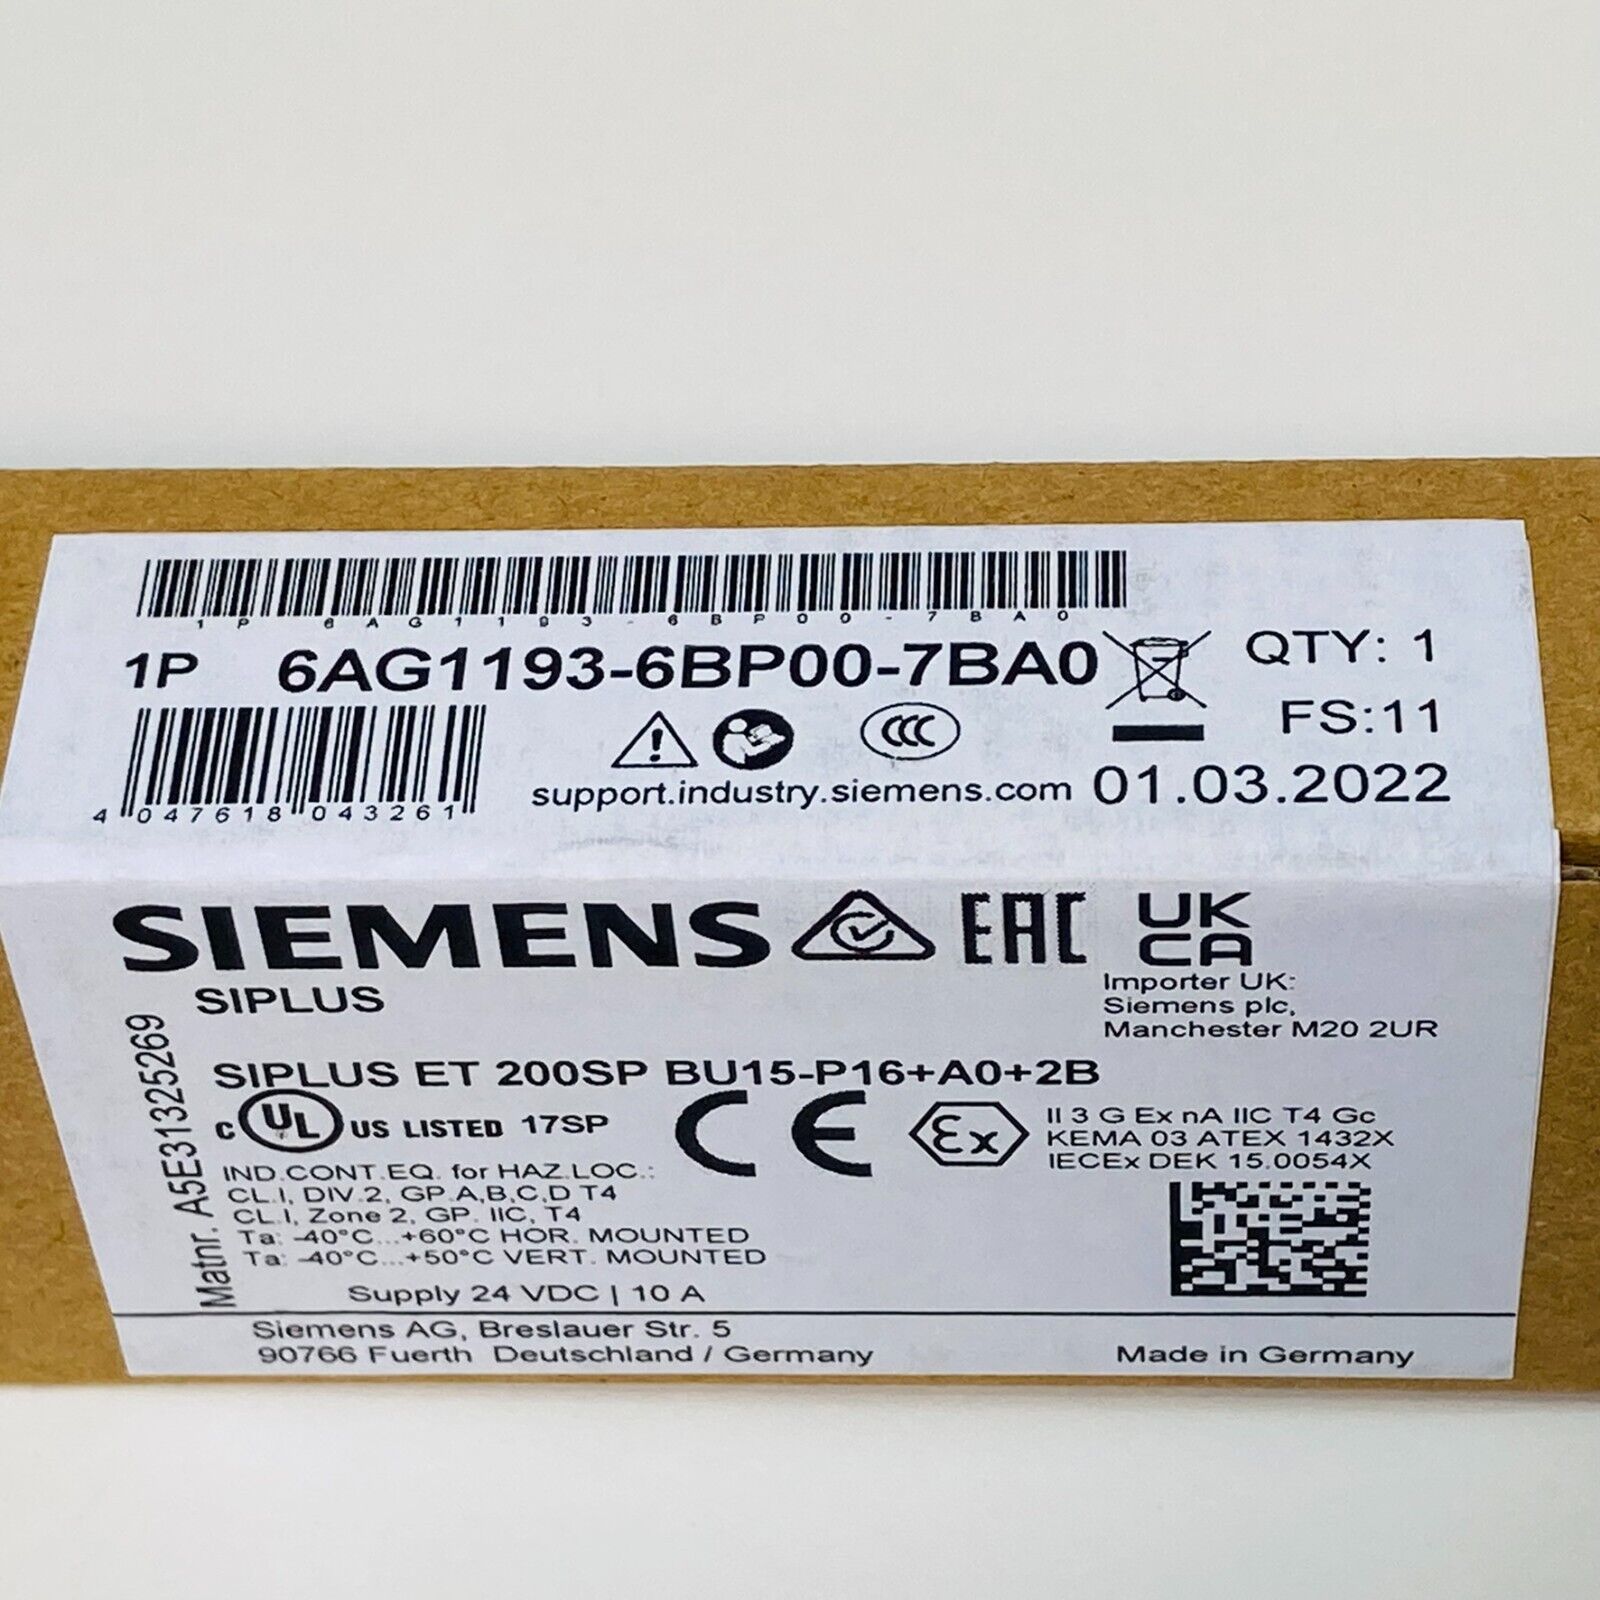 1P 6AG1193-6BP00-7BA0
1P 6AG1193-6BP00-7BA0
QTY: 1
FS:11
4 047618 043261
support.industry.siemens.com
01.03.2022
SIEMENS
EAC
UK
CA
SIPLUS
Importer UK:
Siemens plc,
Manchester M20 2UR
Matnr. A5E3125269
SIPLUS ET 200SP BU15-P16+A0+2B
C UL US LISTED 17SP
CE
Ex
II 3 G Ex nA IIC T4 Gc
KEMA 03 ATEX 1432X
IECEx DEK 15.0054X
IND.CONT.EQ. for HAZ.LOC.:
CL.I, DIV.2, GP.A,B,C,D T4
CL.I, Zone 2, GP. IIC, T4
Ta: -40°C...+60°C HOR. MOUNTED
Ta: -40°C...+50°C VERT. MOUNTED
Supply 24 VDC | 10 A
Siemens AG, Breslauer Str. 5
90766 Fuerth Deutschland / Germany
Made in Germany